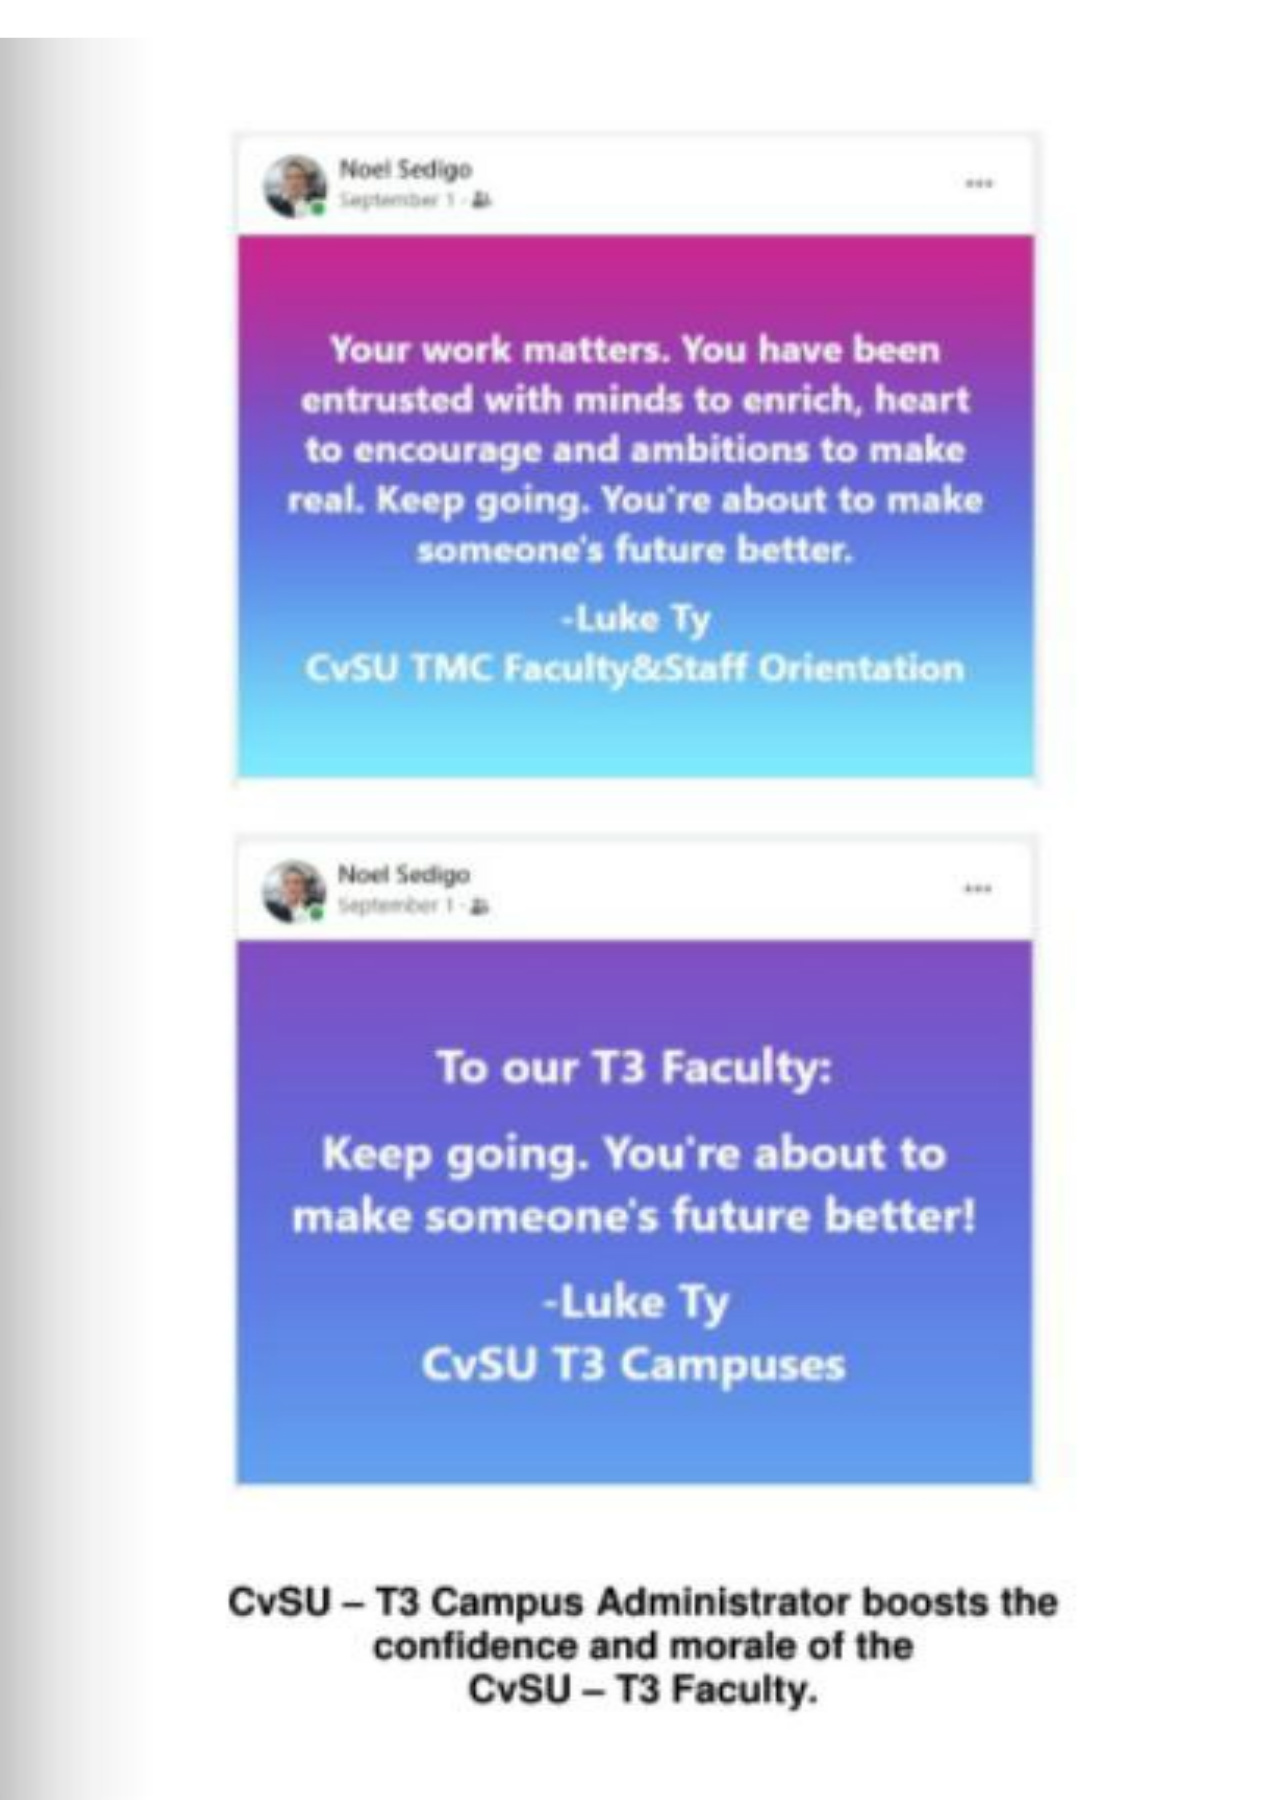 Noel Sedigo
September 1 ·
Your work matters. You have been
entrusted with minds to enrich, heart
to encourage and ambitions to make
real. Keep going. You're about to make
someone's future better.
-Luke Ty
CvSU TMC Faculty&Staff Orientation
Noel Sedigo
September 1 ·
To our T3 Faculty:
Keep going. You're about to
make someone's future better!
-Luke Ty
CvSU T3 Campuses
CvSU – T3 Campus Administrator boosts the
confidence and morale of the
CvSU – T3 Faculty.